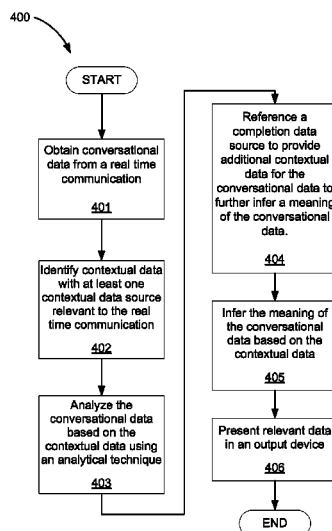 400
START
Obtain conversational
data from a real time
communication
401
Identify contextual data
with at least one
contextual data source
relevant to the real
time communication
402
Analyze the
conversational data
based on the
contextual data using
an analytical technique
403
Reference a
completion data
source to provide
additional contextual
data for the
conversational data to
further infer a meaning
of the conversational
data.
404
Infer the meaning of
the conversational
data based on the
contextual data
405
Present relevant data
in an output device
406
END